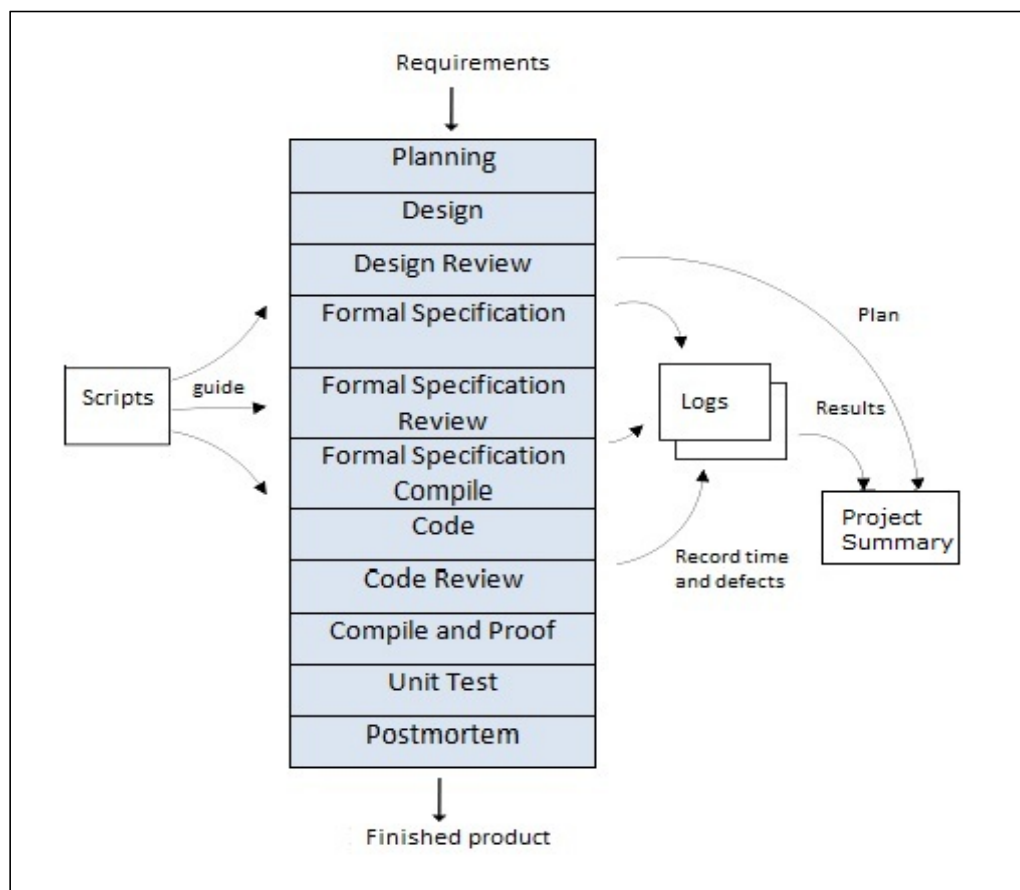 Requirements
Planning
Design
Design Review
Formal Specification
Formal Specification
Review
Formal Specification
Compile
Code
Code Review
Compile and Proof
Unit Test
Postmortem
Finished product
Scripts
guide
Logs
Plan
Results
Record time
and defects
Project
Summary